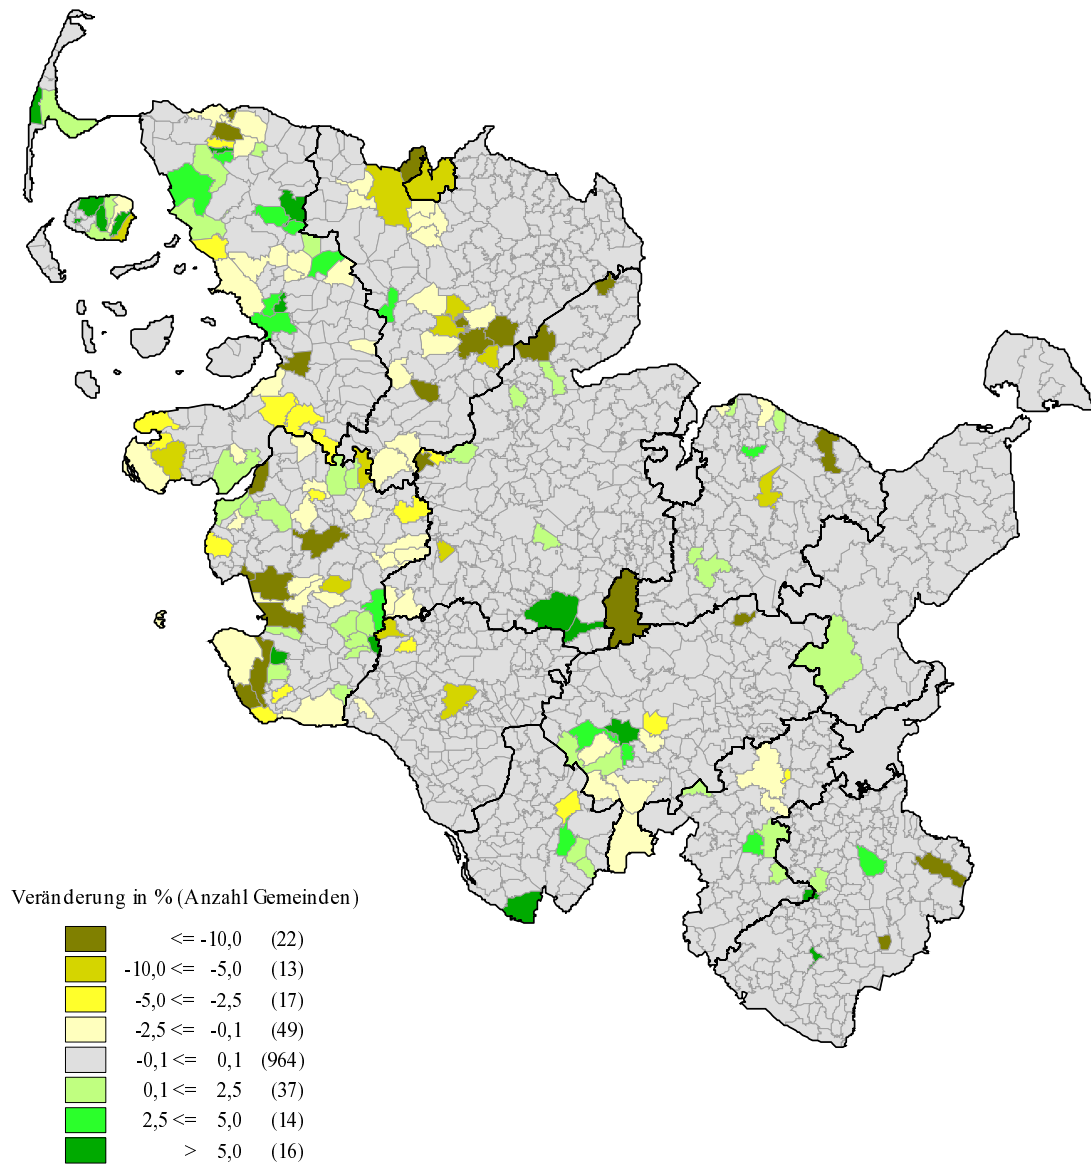 Veränderung in % (Anzahl Gemeinden)
<= -10,0 (22)
-10,0 <= -5,0 (13)
-5,0 <= -2,5 (17)
-2,5 <= -0,1 (49)
-0,1 <= 0,1 (964)
0,1 <= 2,5 (37)
2,5 <= 5,0 (14)
> 5,0 (16)